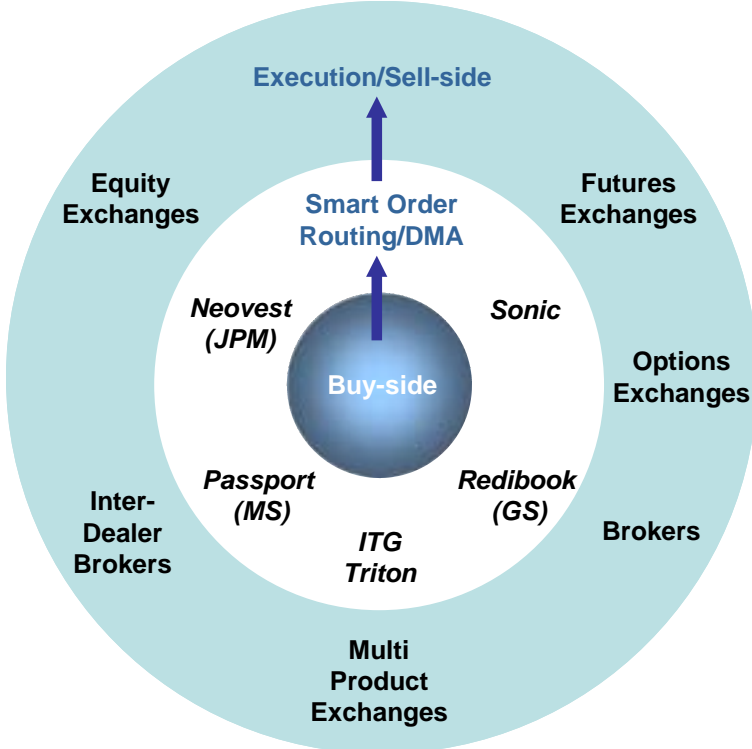 Execution/Sell-side
Equity
Exchanges
Futures
Exchanges
Smart Order
Routing/DMA
Neovest
(JPM)
Sonic
Buy-side
Options
Exchanges
Passport
(MS)
Redibook
(GS)
Inter-
Dealer
Brokers
ITG
Triton
Brokers
Multi
Product
Exchanges